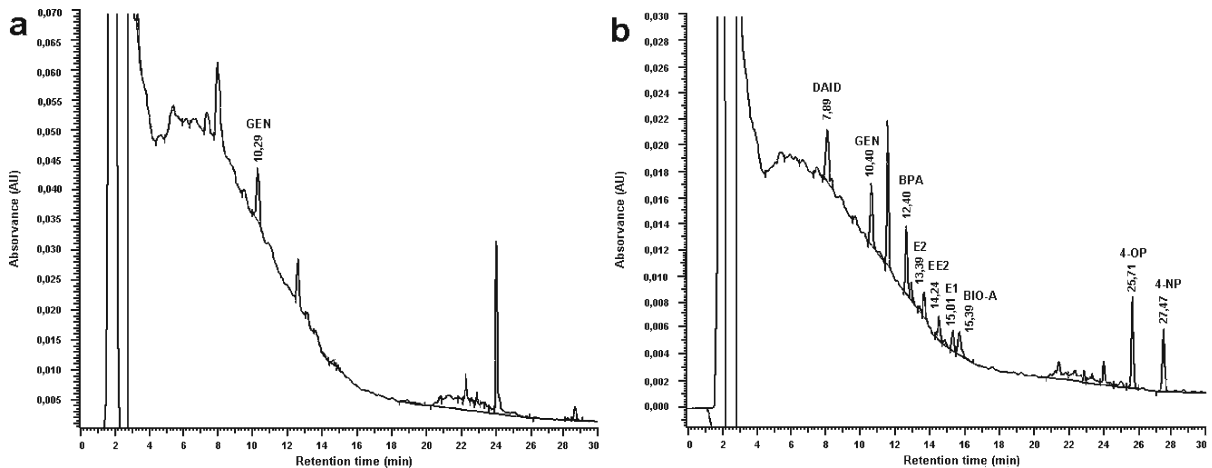 a
0,070
0,060
0,050
0,045
0,040
0,035
0,030
0,025
0,020
0,015
0,010
0,005
Absorvance (AU)
GEN
10,29
0 2 4 6 8 10 12 14 16 18 20 22 24 26 28 30
Retention time (min)
b
0,030
0,028
0,026
0,024
0,022
0,020
0,018
0,016
0,014
0,012
0,010
0,008
0,006
0,004
0,002
0,000
Absorvance (AU)
DAID
7,89
GEN
10,40
BPA
12,40
E2
13,39
EE2
14,24
E1
15,01
BIO-A
15,39
4-OP
25,71
4-NP
27,47
0 2 4 6 8 10 12 14 16 18 20 22 24 26 28 30
Retention time (min)